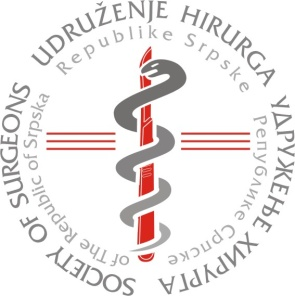 UDRUŽENJE HIRURGA
Republike Srpske
УДРУЖЕЊЕ ХИРУРГА
Републике Српске
SOCIETY OF SURGEONS
of The Republic of Srpska